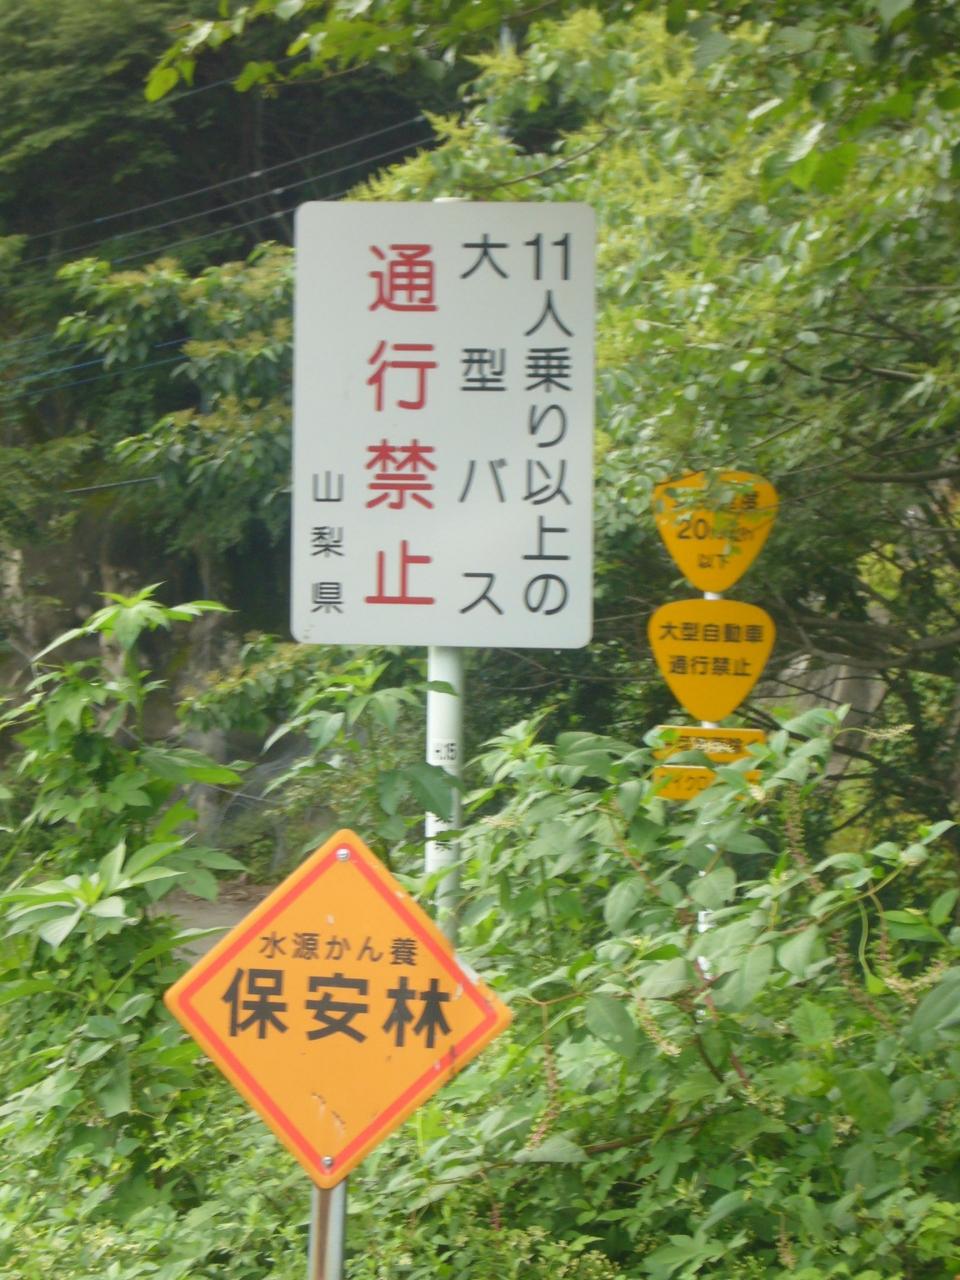 11人乗り以上の
大型バス
通行禁止
山梨県
20
以下
大型自動車
通行禁止
H.15
水源かん養
保安林